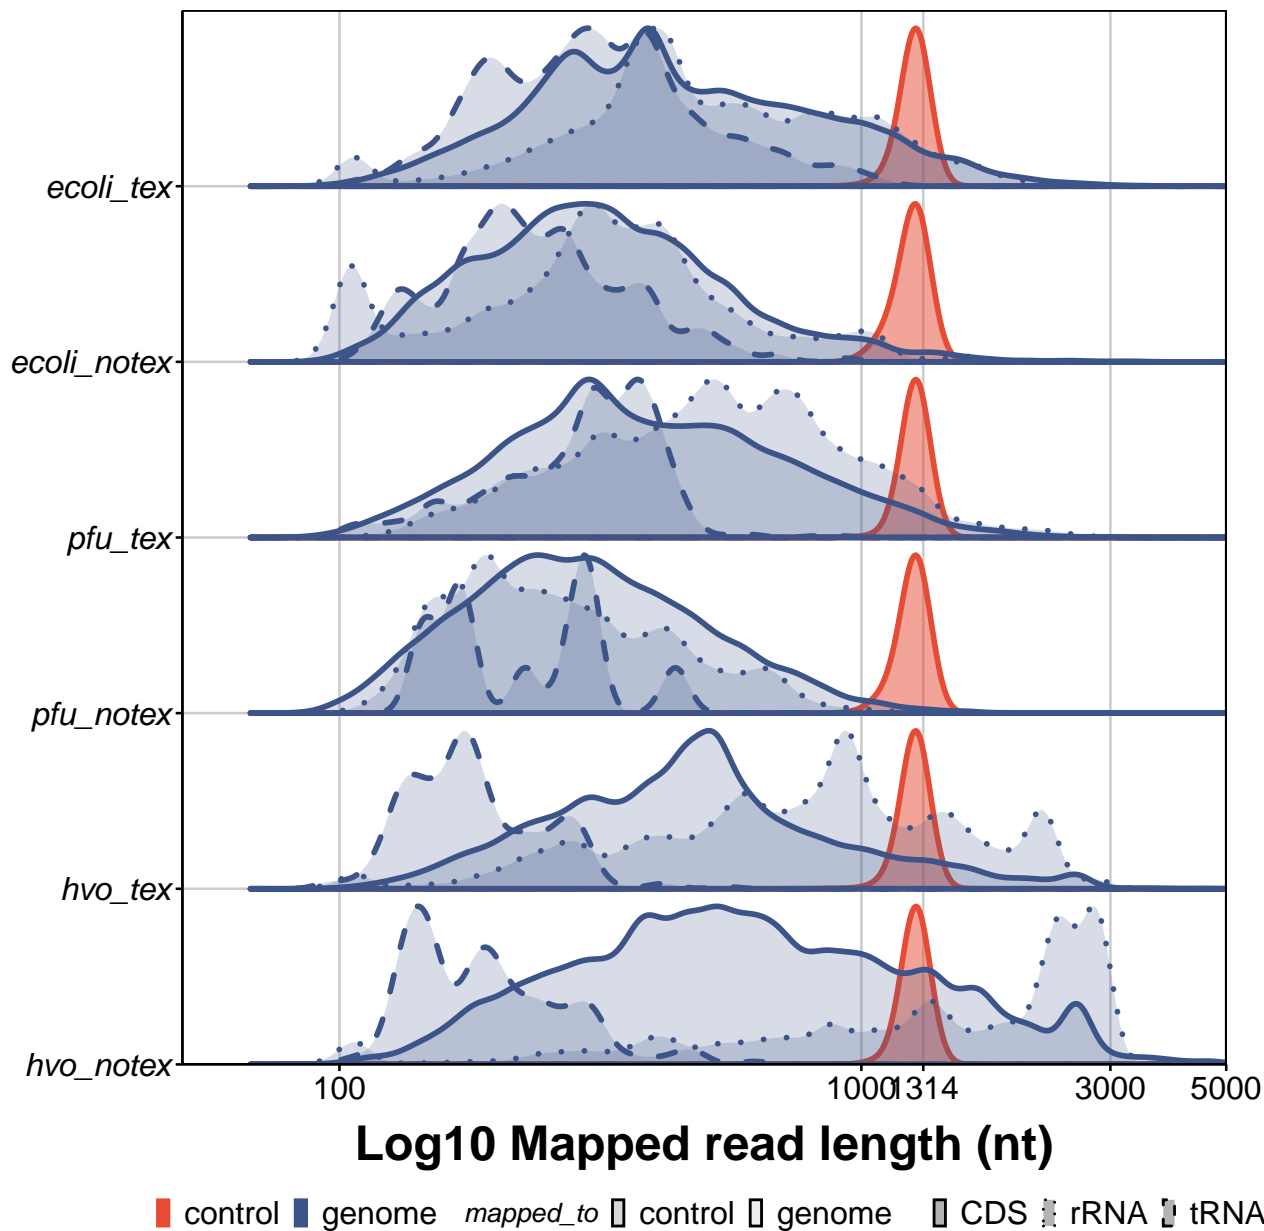 ecoli_tex
ecoli_notex
pfu_tex
pfu_notex
hvo_tex
hvo_notex
100 1000 1314 3000 5000
Log10 Mapped read length (nt)
control genome mapped_to control genome CDS rRNA tRNA